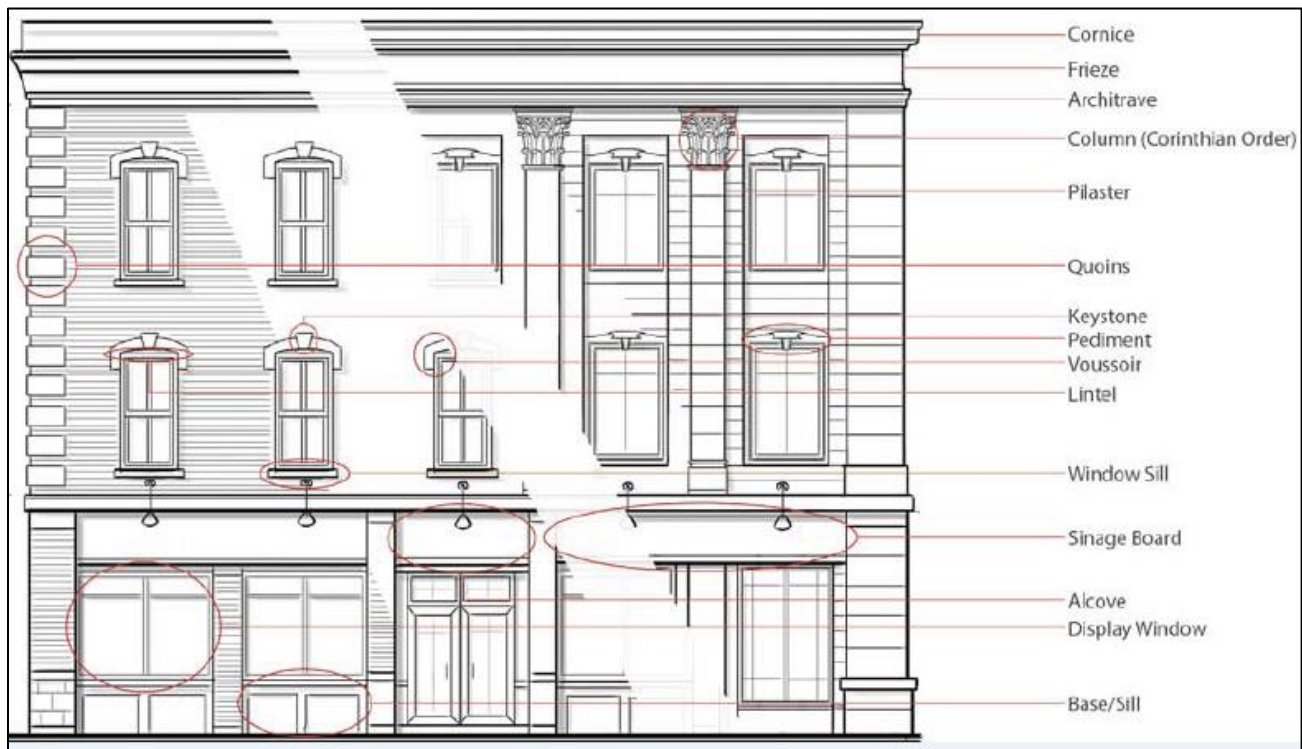 Cornice
Frieze
Architrave
Column (Corinthian Order)
Pilaster
Quoins
Keystone
Pediment
Voussoir
Lintel
Window Sill
Sinage Board
Alcove
Display Window
Base/Sill